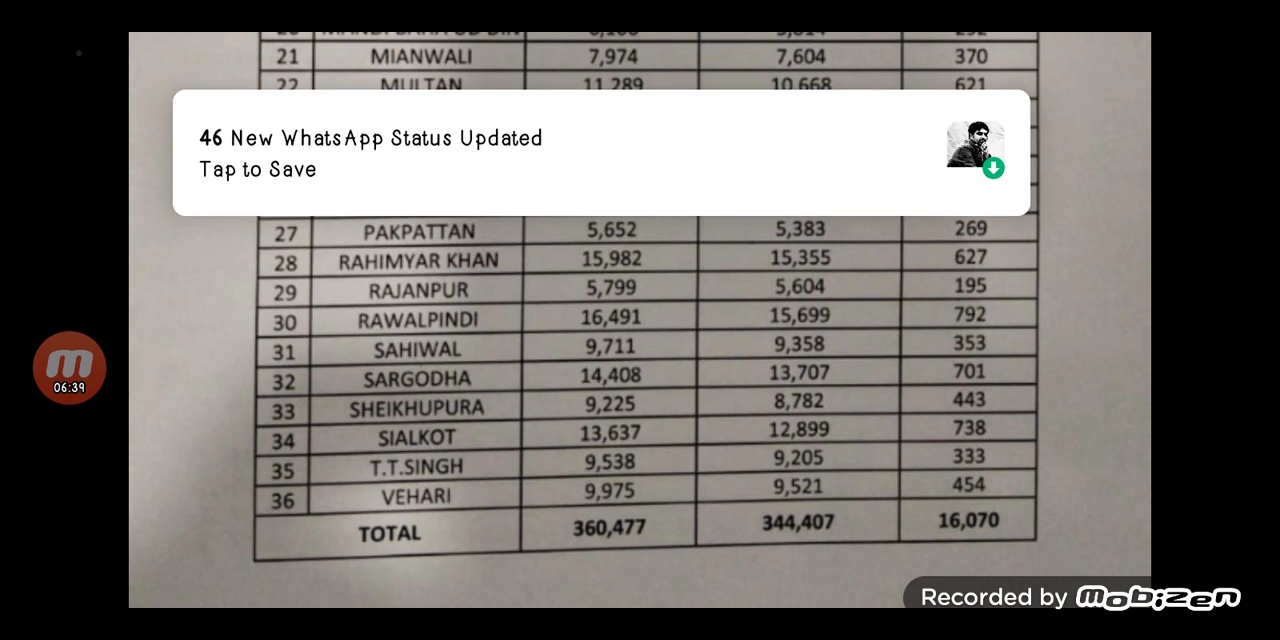 21 MIANWALI 7,974 7,604 370
22 MULTAN 11,289 10,668 621
46 New WhatsApp Status Updated
Tap to Save
27 PAKPATTAN 5,652 5,383 269
28 RAHIMYAR KHAN 15,982 15,355 627
29 RAJANPUR 5,799 5,604 195
30 RAWALPINDI 16,491 15,699 792
31 SAHIWAL 9,711 9,358 353
32 SARGODHA 14,408 13,707 701
33 SHEIKHUPURA 9,225 8,782 443
34 SIALKOT 13,637 12,899 738
35 T.T.SINGH 9,538 9,205 333
36 VEHARI 9,975 9,521 454
TOTAL 360,477 344,407 16,070
06:39
Recorded by mobizen